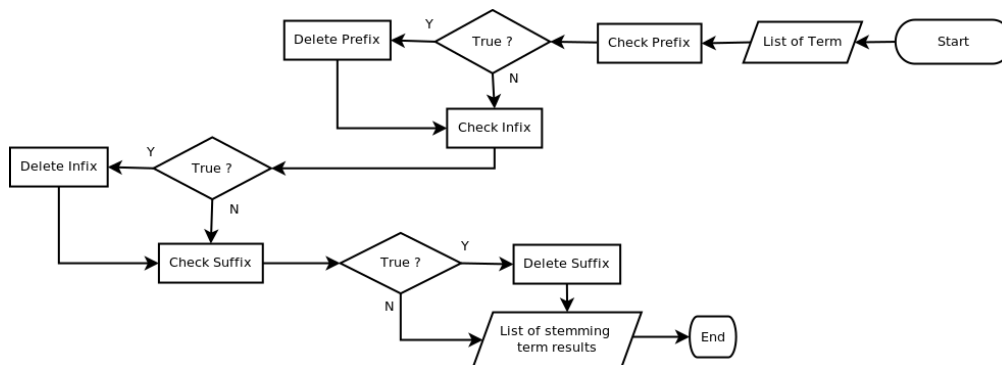 Start
List of Term
Check Prefix
True ?
Y
Delete Prefix
N
Check Infix
True ?
Y
Delete Infix
N
Check Suffix
True ?
Y
Delete Suffix
N
List of stemming
term results
End